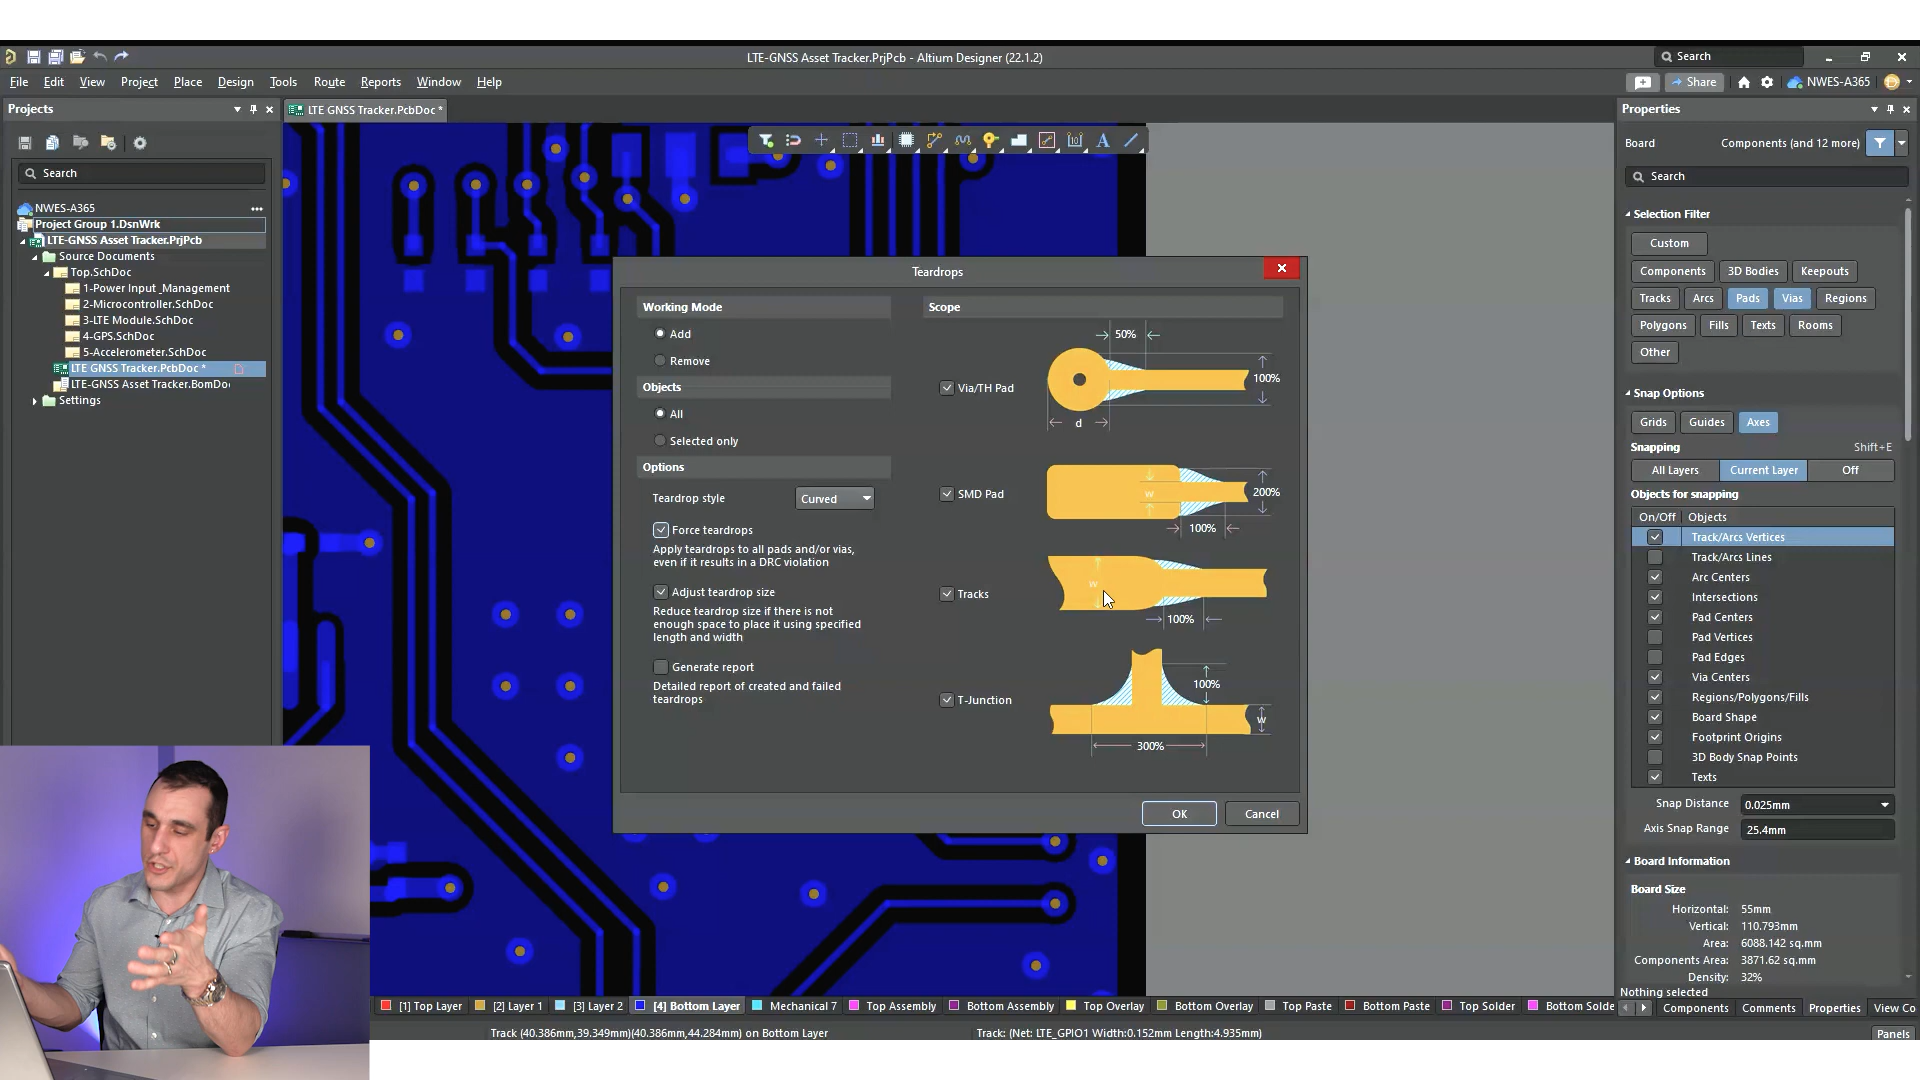 LTE-GNSS Asset Tracker.PrjPcb - Altium Designer (22.1.2)
Search
File Edit View Project Place Design Tools Route Reports Window Help
Share
NWES-A365
Projects
LTE GNSS Tracker.PcbDoc *
Search
NWES-A365
Project Group 1.DsnWrk
LTE-GNSS Asset Tracker.PrjPcb
Source Documents
Top.SchDoc
1-Power Input _Management
2-Microcontroller.SchDoc
3-LTE Module.SchDoc
4-GPS.SchDoc
5-Accelerometer.SchDoc
LTE GNSS Tracker.PcbDoc *
LTE-GNSS Asset Tracker.BomDo
Settings
Teardrops
Working Mode
Add
Remove
Objects
All
Selected only
Options
Teardrop style Curved
Force teardrops
Apply teardrops to all pads and/or vias,
even if it results in a DRC violation
Adjust teardrop size
Reduce teardrop size if there is not
enough space to place it using specified
length and width
Generate report
Detailed report of created and failed
teardrops
Scope
50%
Via/TH Pad
100%
d
SMD Pad
w
200%
100%
Tracks
w
100%
T-Junction
100%
w
300%
OK Cancel
Properties
Board Components (and 12 more)
Search
Selection Filter
Custom
Components 3D Bodies Keepouts
Tracks Arcs Pads Vias Regions
Polygons Fills Texts Rooms
Other
Snap Options
Grids Guides Axes
Snapping Shift+E
All Layers Current Layer Off
Objects for snapping
On/Off Objects
Track/Arcs Vertices
Track/Arcs Lines
Arc Centers
Intersections
Pad Centers
Pad Vertices
Pad Edges
Via Centers
Regions/Polygons/Fills
Board Shape
Footprint Origins
3D Body Snap Points
Texts
Snap Distance 0.025mm
Axis Snap Range 25.4mm
Board Information
Board Size
Horizontal: 55mm
Vertical: 110.793mm
Area: 6088.142 sq.mm
Components Area: 3871.62 sq.mm
Density: 32%
Nothing selected
Components Comments Properties View Co
[1] Top Layer [2] Layer 1 [3] Layer 2 [4] Bottom Layer Mechanical 7 Top Assembly Bottom Assembly Top Overlay Bottom Overlay Top Paste Bottom Paste Top Solder Bottom Solde
Track (40.386mm,39.349mm)(40.386mm,44.284mm) on Bottom Layer
Track: (Net: LTE_GPIO1 Width:0.152mm Length:4.935mm)
Panels